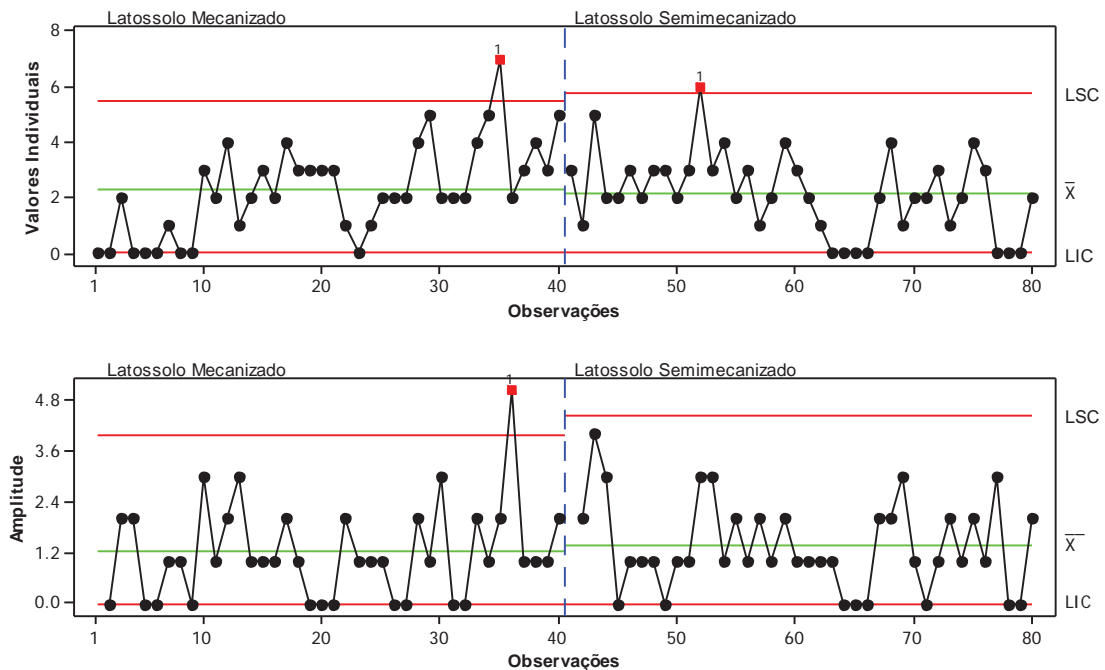 Latossolo Mecanizado Latossolo Semimecanizado
8
6
4
2
0
Valores Individuais
1
1
LSC
X
LIC
1 10 20 30 40 50 60 70 80
Observações
Latossolo Mecanizado Latossolo Semimecanizado
4.8
3.6
2.4
1.2
0.0
Amplitude
1
LSC
X
LIC
1 10 20 30 40 50 60 70 80
Observações